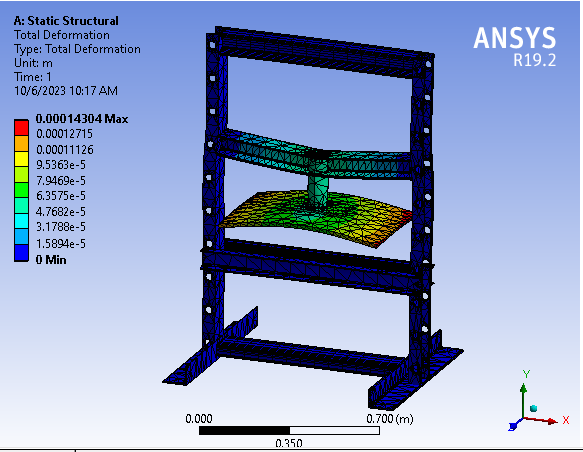 A: Static Structural
Total Deformation
Type: Total Deformation
Unit: m
Time: 1
10/6/2023 10:17 AM
0.00014304 Max
0.00012715
0.00011126
9.5363e-5
7.9469e-5
6.3575e-5
4.7682e-5
3.1788e-5
1.5894e-5
0 Min
ANSYS
R19.2
0.000
0.700 (m)
0.350
Y
X